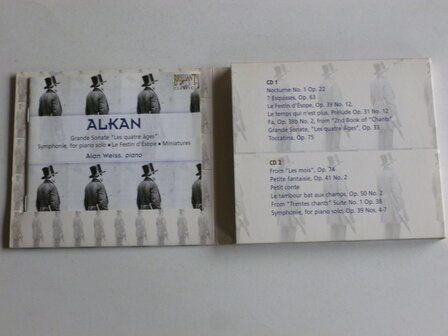 BRILLIANT
CLASSICS
ALKAN
Grande Sonate "Les quatre âges"
Symphonie, for piano solo • Le Festin d'Esope • Miniatures
Alan Weiss, piano
CD 1
Nocturne No. 1 Op. 22
7 Esquisses, Op. 63
Le Festin d'Esope, Op. 39 No. 12,
Le temps qui n'est plus, Prélude Op. 31 No. 12
Fa, Op. 38b No. 2, from "2nd Book of "Chants"
Grande Sonate, "Les quatre Ages", Op. 33
Toccatina, Op. 75
CD 2
From "Les mois", Op. 74
Petite fantaisie, Op. 41 No. 2
Petit conte
Le tambour bat aux champs, Op. 50 No. 2
From "Trentes chants" Suite No. 1 Op. 38
Symphonie, for piano solo, Op. 39 Nos. 4-7